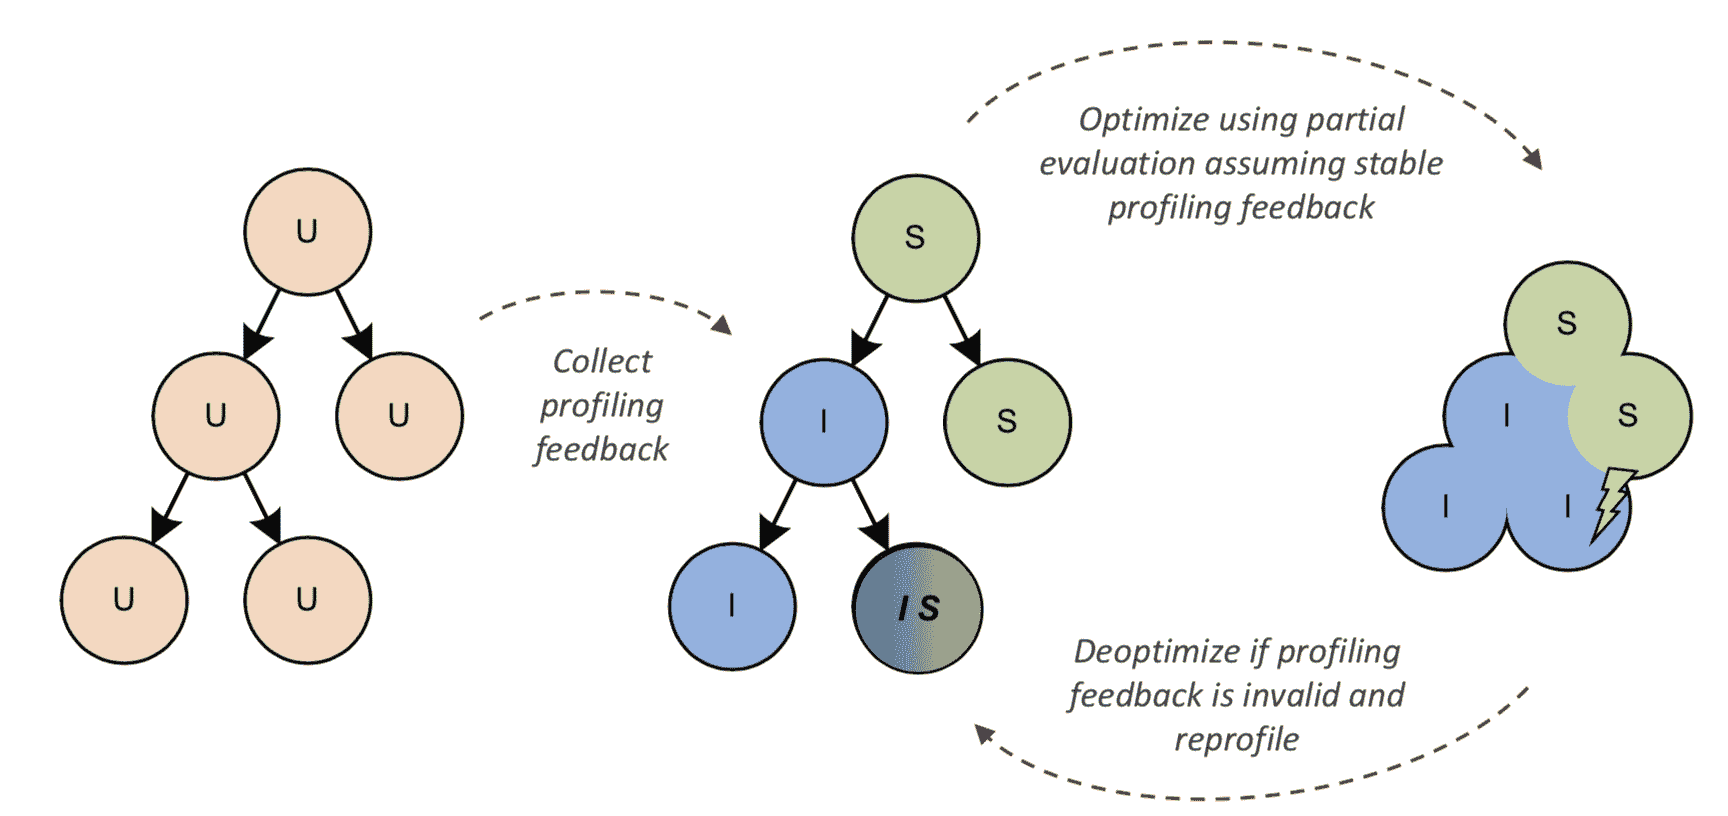 U
U
U
U
U
Collect
profiling
feedback
S
I
S
I
I S
Optimize using partial
evaluation assuming stable
profiling feedback
S
I
S
I
I
Deoptimize if profiling
feedback is invalid and
reprofile